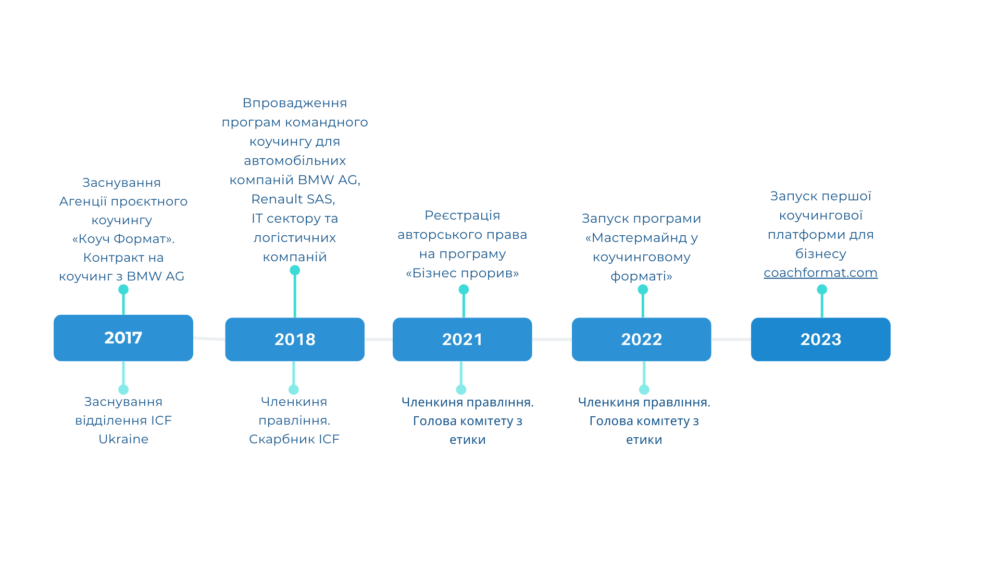 Заснування
Агенції проєктного
коучингу
«Коуч Формат».
Контракт на
коучинг з BMW AG
2017
Заснування
відділення ICF
Ukraine
Впровадження
програм командного
коучингу для
автомобільних
компаній BMW AG,
Renault SAS,
IT сектору та
логістичних
компаній
2018
Членкиня
правління.
Скарбник ICF
Реєстрація
авторського права
на програму
«Бізнес прорив»
2021
Членкиня правління.
Голова комітету з
етики
Запуск програми
«Мастермайнд у
коучинговому
форматі»
2022
Членкиня правління.
Голова комітету з
етики
Запуск першої
коучингової
платформи для
бізнесу
coachformat.com
2023